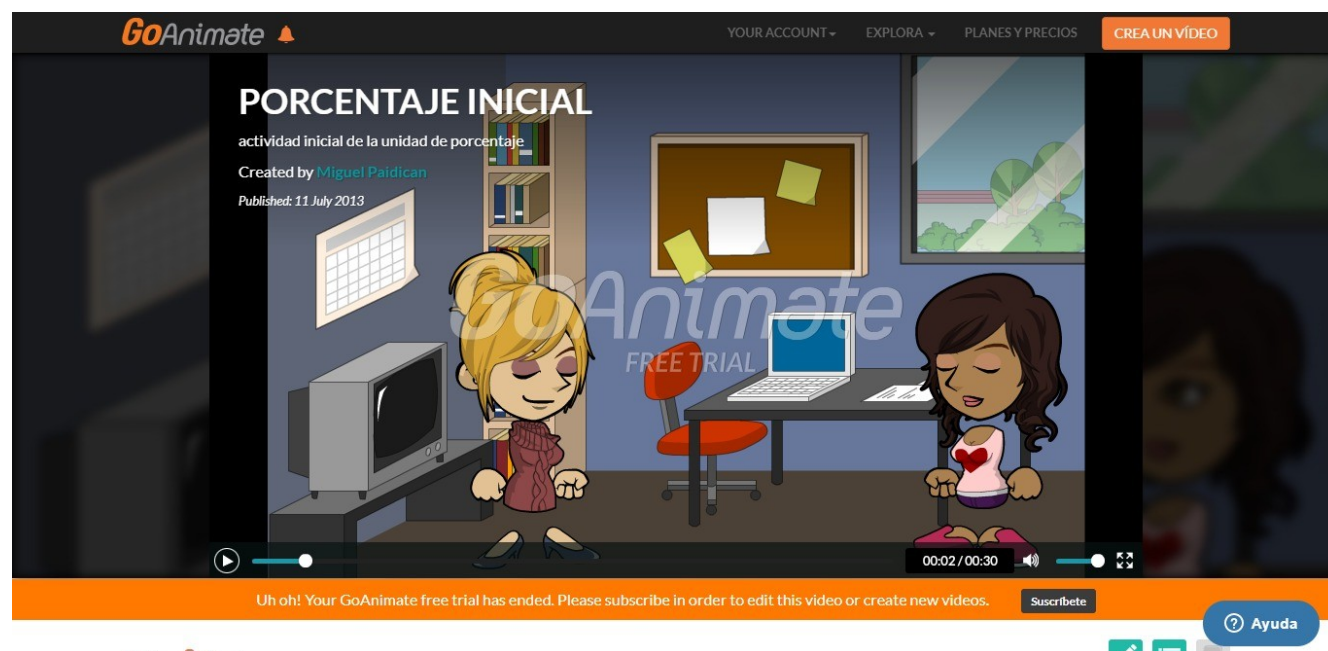 GoAnimate
YOUR ACCOUNT
EXPLORA
PLANES Y PRECIOS
CREA UN VÍDEO
PORCENTAJE INICIAL
actividad inicial de la unidad de porcentaje
Created by Miguel Paidican
Published: 11 July 2013
GoAnimate
FREE TRIAL
00:02 / 00:30
Uh oh! Your GoAnimate free trial has ended. Please subscribe in order to edit this video or create new videos.
Suscríbete
Ayuda